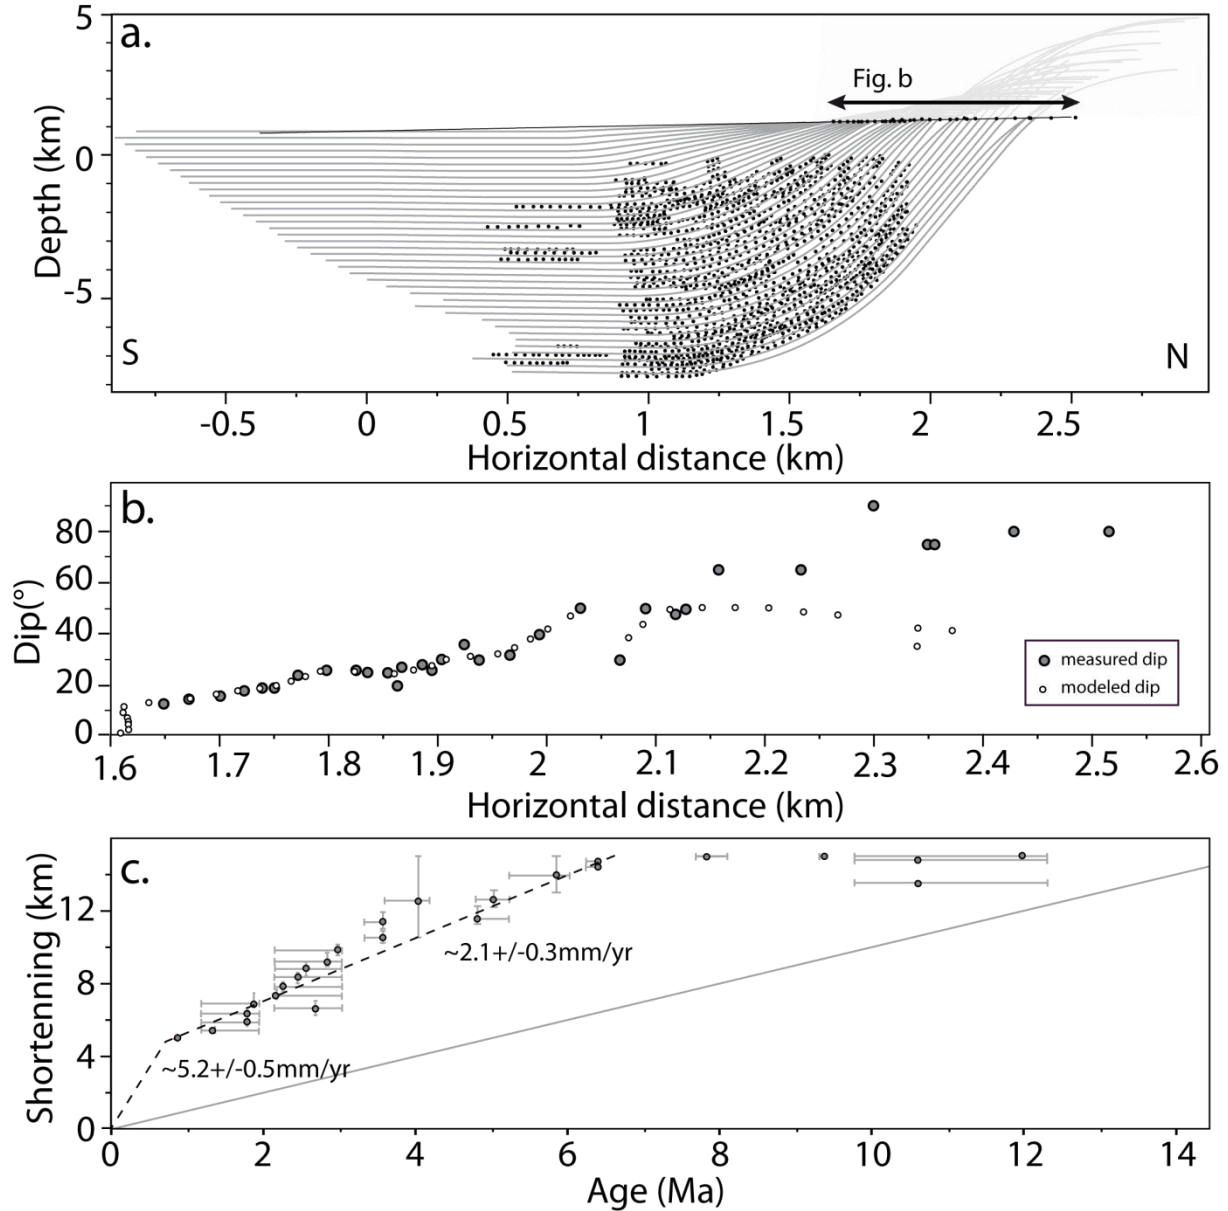 a.
5
0
-5
Depth (km)
Fig. b
S
N
-0.5 0 0.5 1 1.5 2 2.5
Horizontal distance (km)
b.
80
60
40
20
0
Dip(°)
measured dip
modeled dip
1.6 1.7 1.8 1.9 2 2.1 2.2 2.3 2.4 2.5 2.6
Horizontal distance (km)
c.
12
8
4
0
Shortenning (km)
~2.1+/-0.3mm/yr
~5.2+/-0.5mm/yr
0 2 4 6 8 10 12 14
Age (Ma)